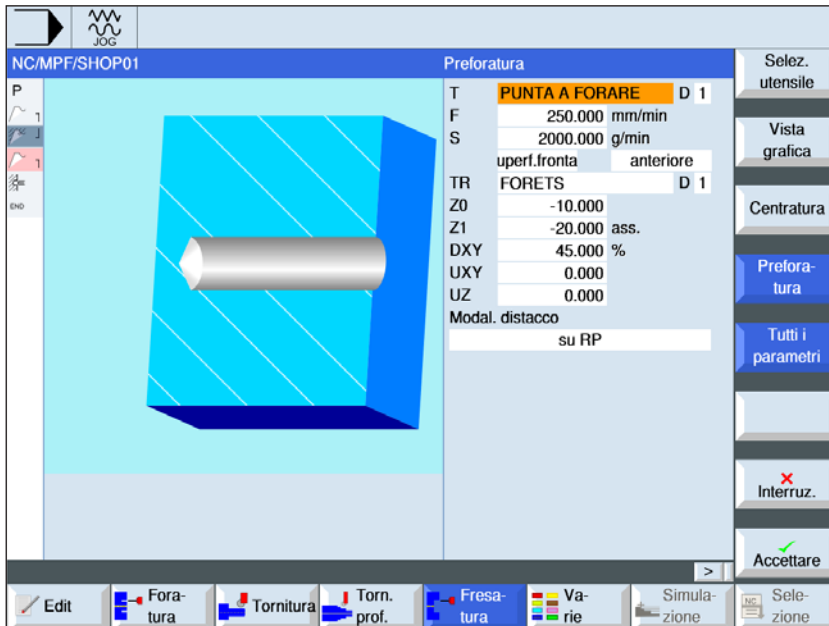 JOG
NC/MPF/SHOP01
Preforatura
P
END
T PUNTA A FORARE D 1
F 250.000 mm/min
S 2000.000 g/min
uperf.fronta anteriore
TR FORETS D 1
Z0 -10.000
Z1 -20.000 ass.
DXY 45.000 %
UXY 0.000
UZ 0.000
Modal. distacco
su RP
Selez.
utensile
Vista
grafica
Centratura
Prefora-
tura
Tutti i
parametri
Interruz.
Accettare
>
Edit
Fora-
tura
Tornitura
Torn.
prof.
Fresa-
tura
Va-
rie
Simula-
zione
NC
Sele-
zione